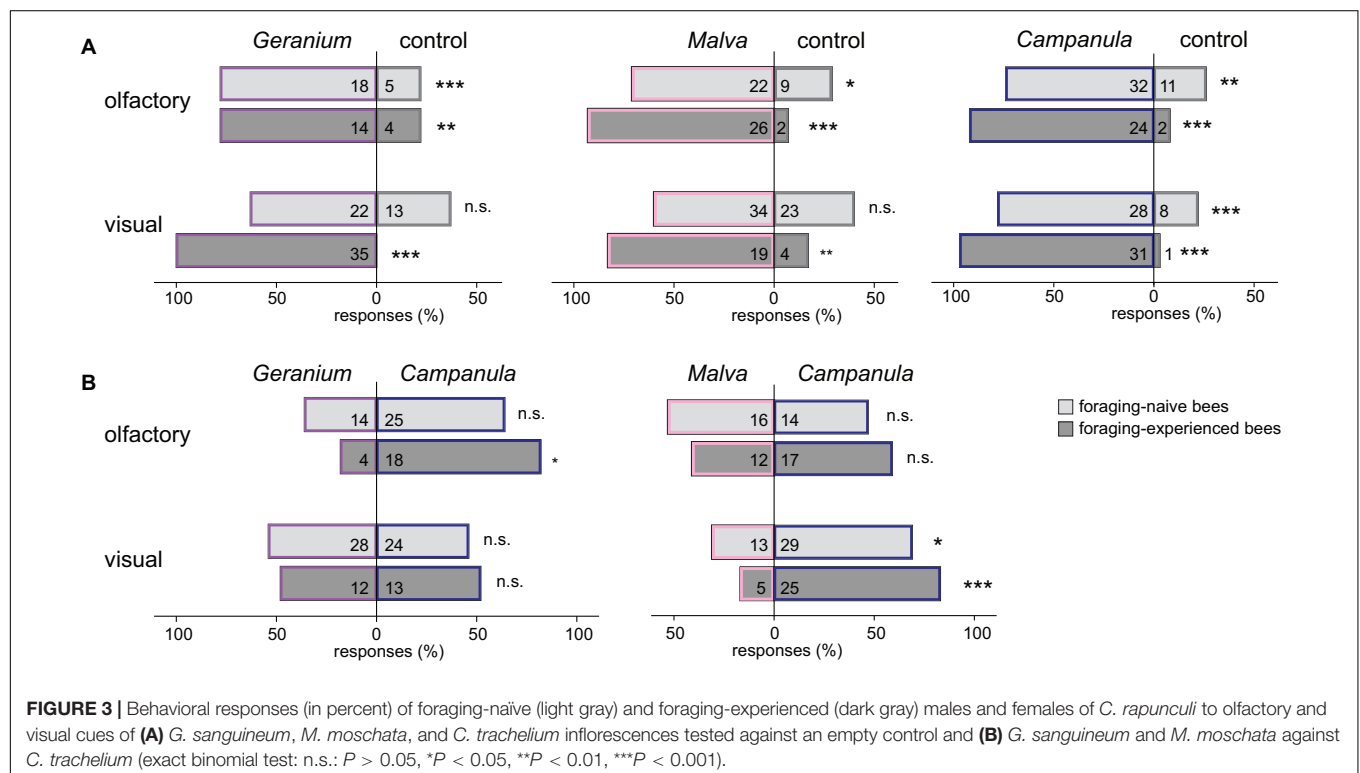 A
Geranium control Malva control Campanula control
olfactory 18 5 *** 22 9 * 32 11 **
14 4 ** 26 2 *** 24 2 ***
visual 22 13 n.s. 34 23 n.s. 28 8 ***
35 *** 19 4 ** 31 1 ***
100 50 0 50 100 50 0 50 100 50 0 50
responses (%) responses (%) responses (%)
B
Geranium Campanula Malva Campanula
olfactory 14 25 n.s. 16 14 n.s.
4 18 * 12 17 n.s.
visual 28 24 n.s. 13 29 *
12 13 n.s. 5 25 ***
100 50 0 50 100 50 0 50 100
responses (%) responses (%)
foraging-naive bees
foraging-experienced bees
FIGURE 3 | Behavioral responses (in percent) of foraging-naïve (light gray) and foraging-experienced (dark gray) males and females of C. rapunculi to olfactory and
visual cues of (A) G. sanguineum, M. moschata, and C. trachelium inflorescences tested against an empty control and (B) G. sanguineum and M. moschata against
C. trachelium (exact binomial test: n.s.: P > 0.05, *P < 0.05, **P < 0.01, ***P < 0.001).